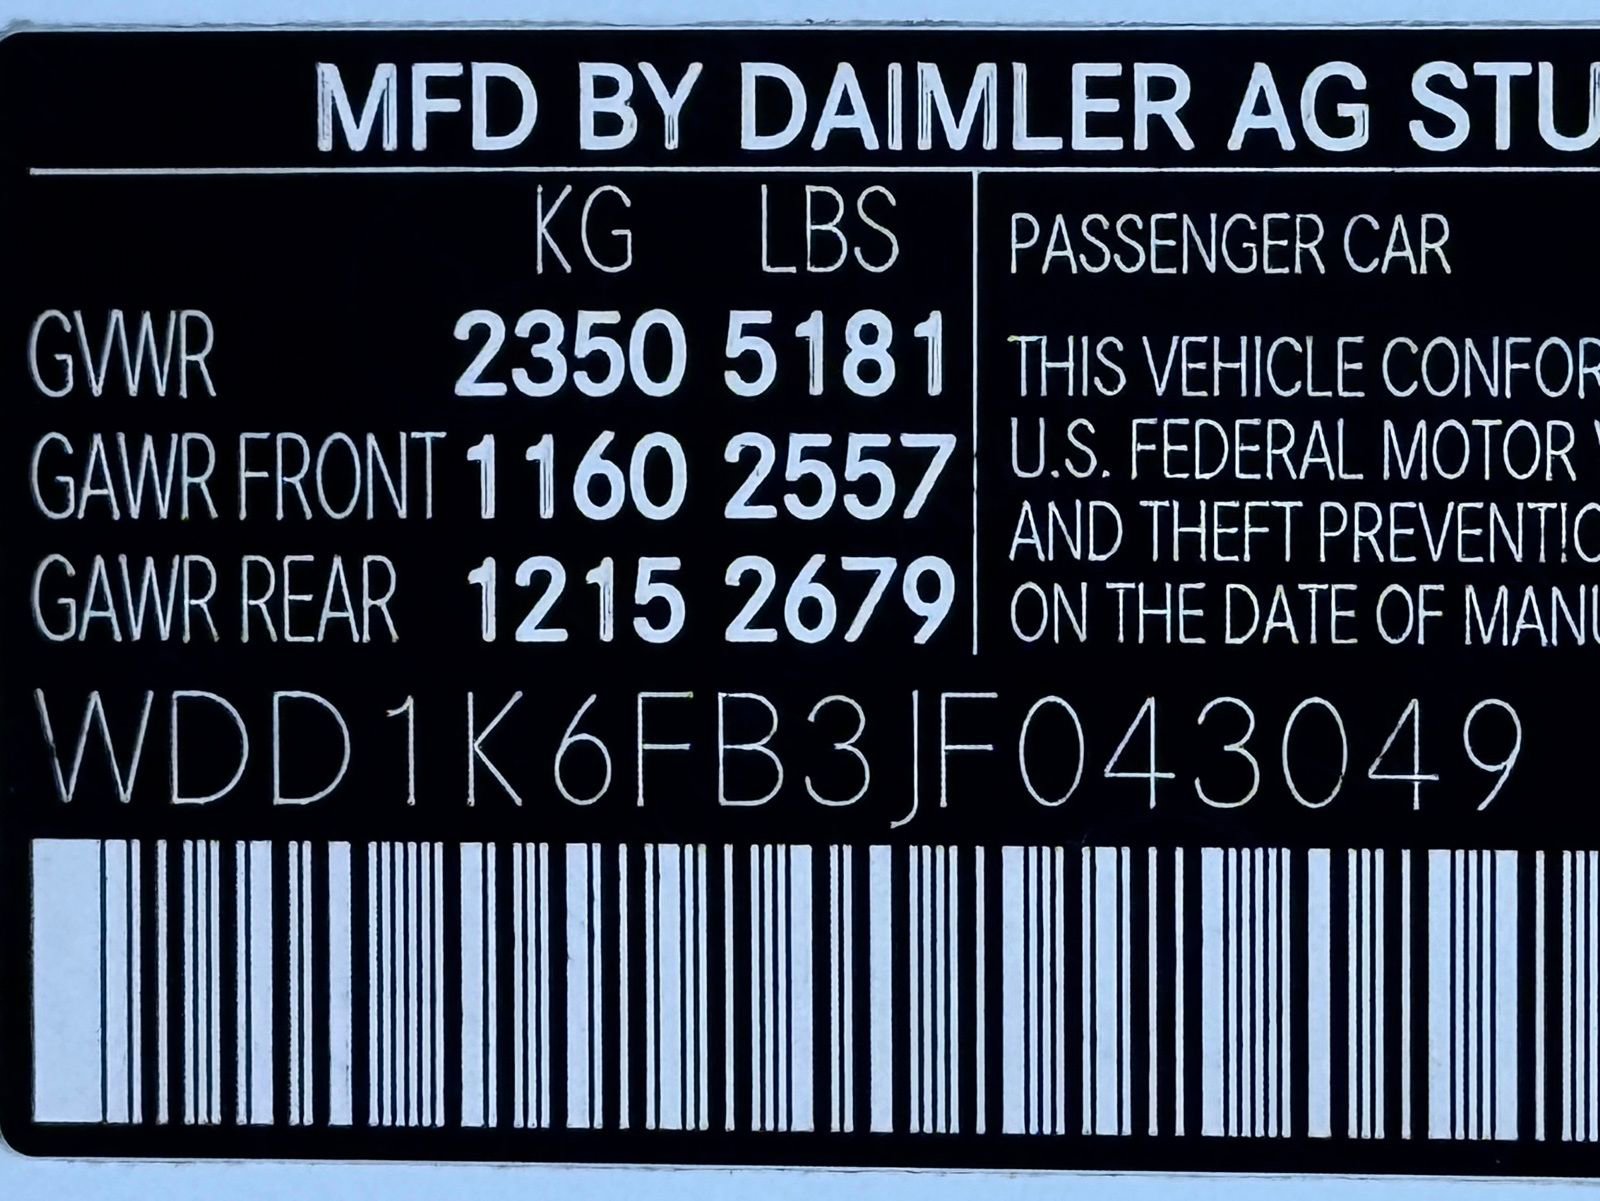 MFD BY DAIMLER AG STU
KG LBS
GVWR 2350 5181
GAWR FRONT 1160 2557
GAWR REAR 1215 2679
PASSENGER CAR
THIS VEHICLE CONFOR
U.S. FEDERAL MOTOR
AND THEFT PREVENTIO
ON THE DATE OF MANU
WDD1K6FB3JF043049